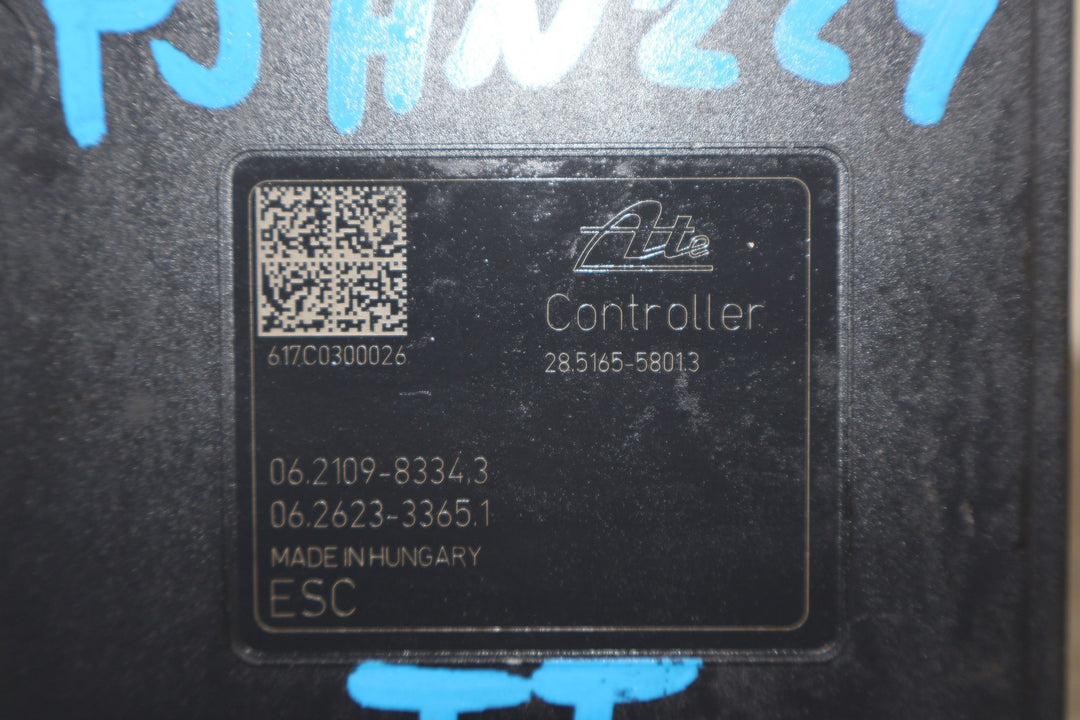 Ate
Controller
28.5165-5801.3
617C0300026
06.2109-8334.3
06.2623-3365.1
MADE IN HUNGARY
ESC